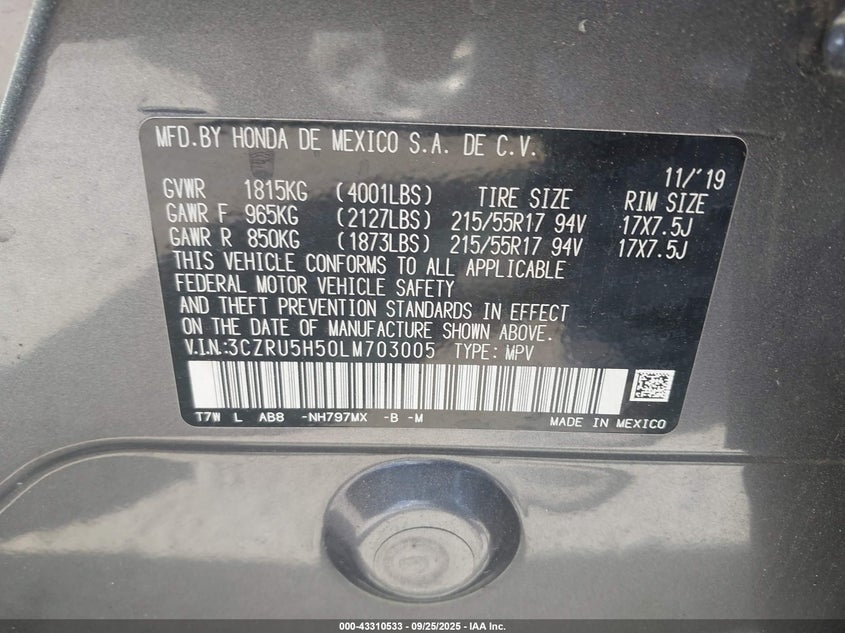 MFD.BY HONDA DE MEXICO S.A. DE C.V.
11/'19
GVWR 1815KG (4001LBS) TIRE SIZE RIM SIZE
GAWR F 965KG (2127LBS) 215/55R17 94V 17X7.5J
GAWR R 850KG (1873LBS) 215/55R17 94V 17X7.5J
THIS VEHICLE CONFORMS TO ALL APPLICABLE
FEDERAL MOTOR VEHICLE SAFETY
AND THEFT PREVENTION STANDARDS IN EFFECT
ON THE DATE OF MANUFACTURE SHOWN ABOVE.
V.I.N.:3CZRU5H50LM703005 TYPE: MPV
T7W L AB8 -NH797MX -B -M MADE IN MEXICO
000-43310533 - 09/25/2025 - IAA Inc.